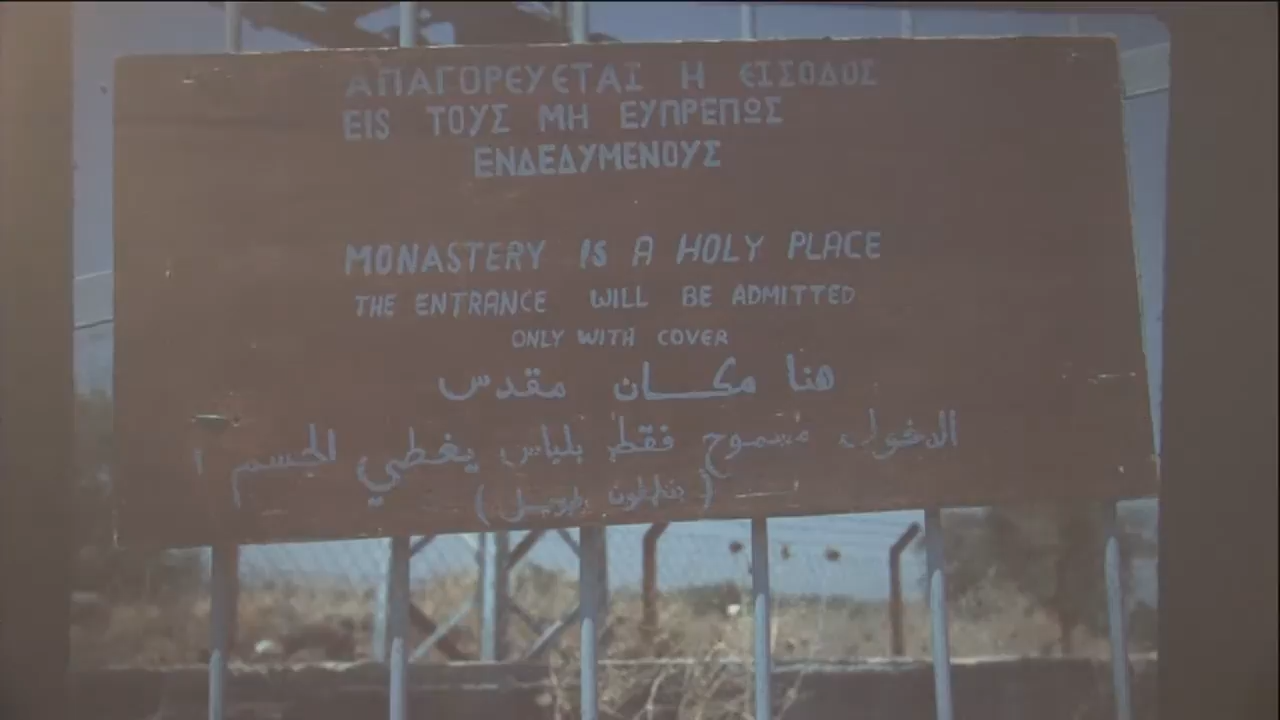 ΑΠΑΓΟΡΕΥΕΤΑΙ Η ΕΙΣΟΔΟΣ
ΕΙS ΤΟΥΣ ΜΗ ΕΥΠΡΕΠΩΣ
ΕΝΔΕΔΥΜΕΝΟΥΣ
MONASTERY IS A HOLY PLACE
THE ENTRANCE WILL BE ADMITTED
ONLY WITH COVER
هنا مكان مقدس
الدخول مسموح فقط بلباس يغطي الجسم